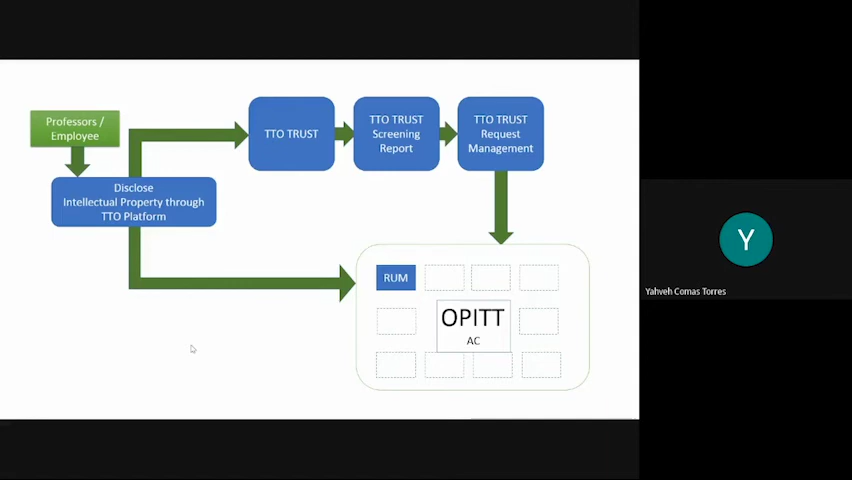 Professors /
Employee
Disclose
Intellectual Property through
TTO Platform
TTO TRUST
TTO TRUST
Screening
Report
TTO TRUST
Request
Management
RUM
OPITT
AC
Y
Yahveh Comas Torres